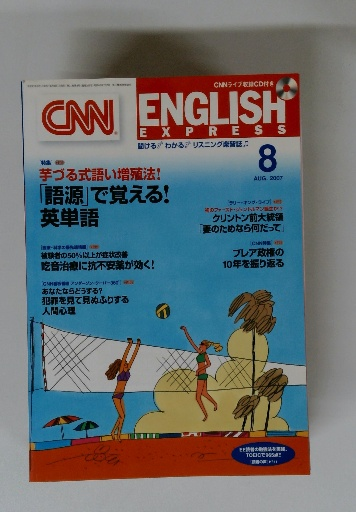 CNNライブ収録CD付き
CNN
ENGLISH
EXPRESS
聞ける♪ わかる♪ リスニング楽習誌♪
8
AUG 2007
特集
芋づる式語い増殖法!
「語源」で覚える!
英単語
クリントン前大統領
「妻のためなら何だって」
被験者の50%以上が症状改善
吃音治療に抗不安薬が効く!
ブレア政権の
10年を振り返る
あなたならどうする?
犯罪を見て見ぬふりする
人間心理